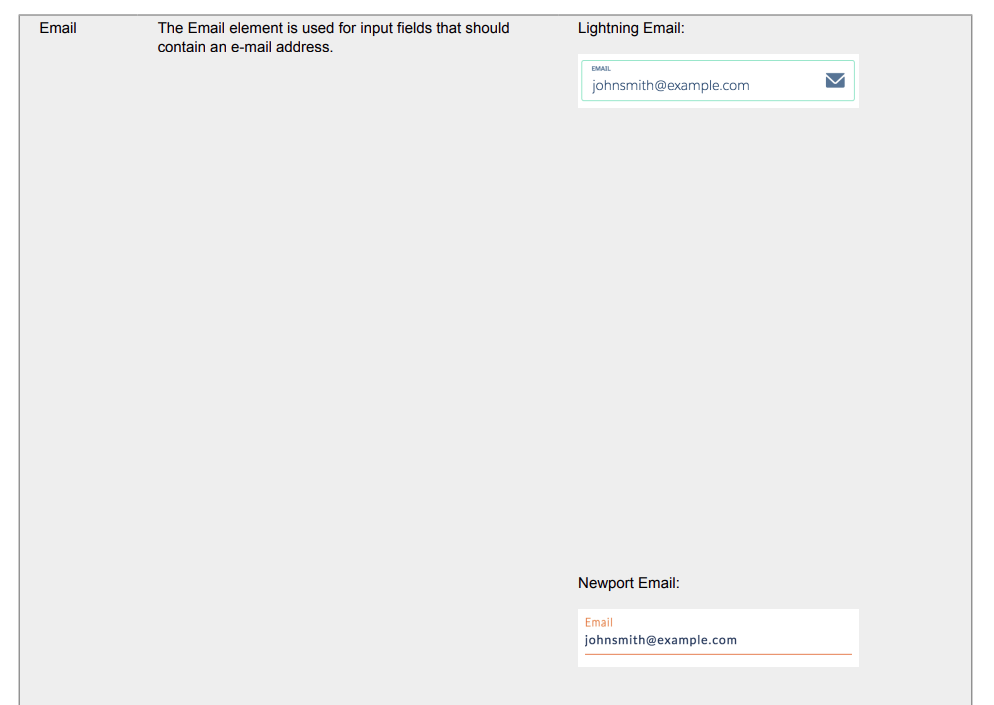 Email
The Email element is used for input fields that should
contain an e-mail address.
Lightning Email:
EMAIL
johnsmith@example.com
Newport Email:
Email
johnsmith@example.com